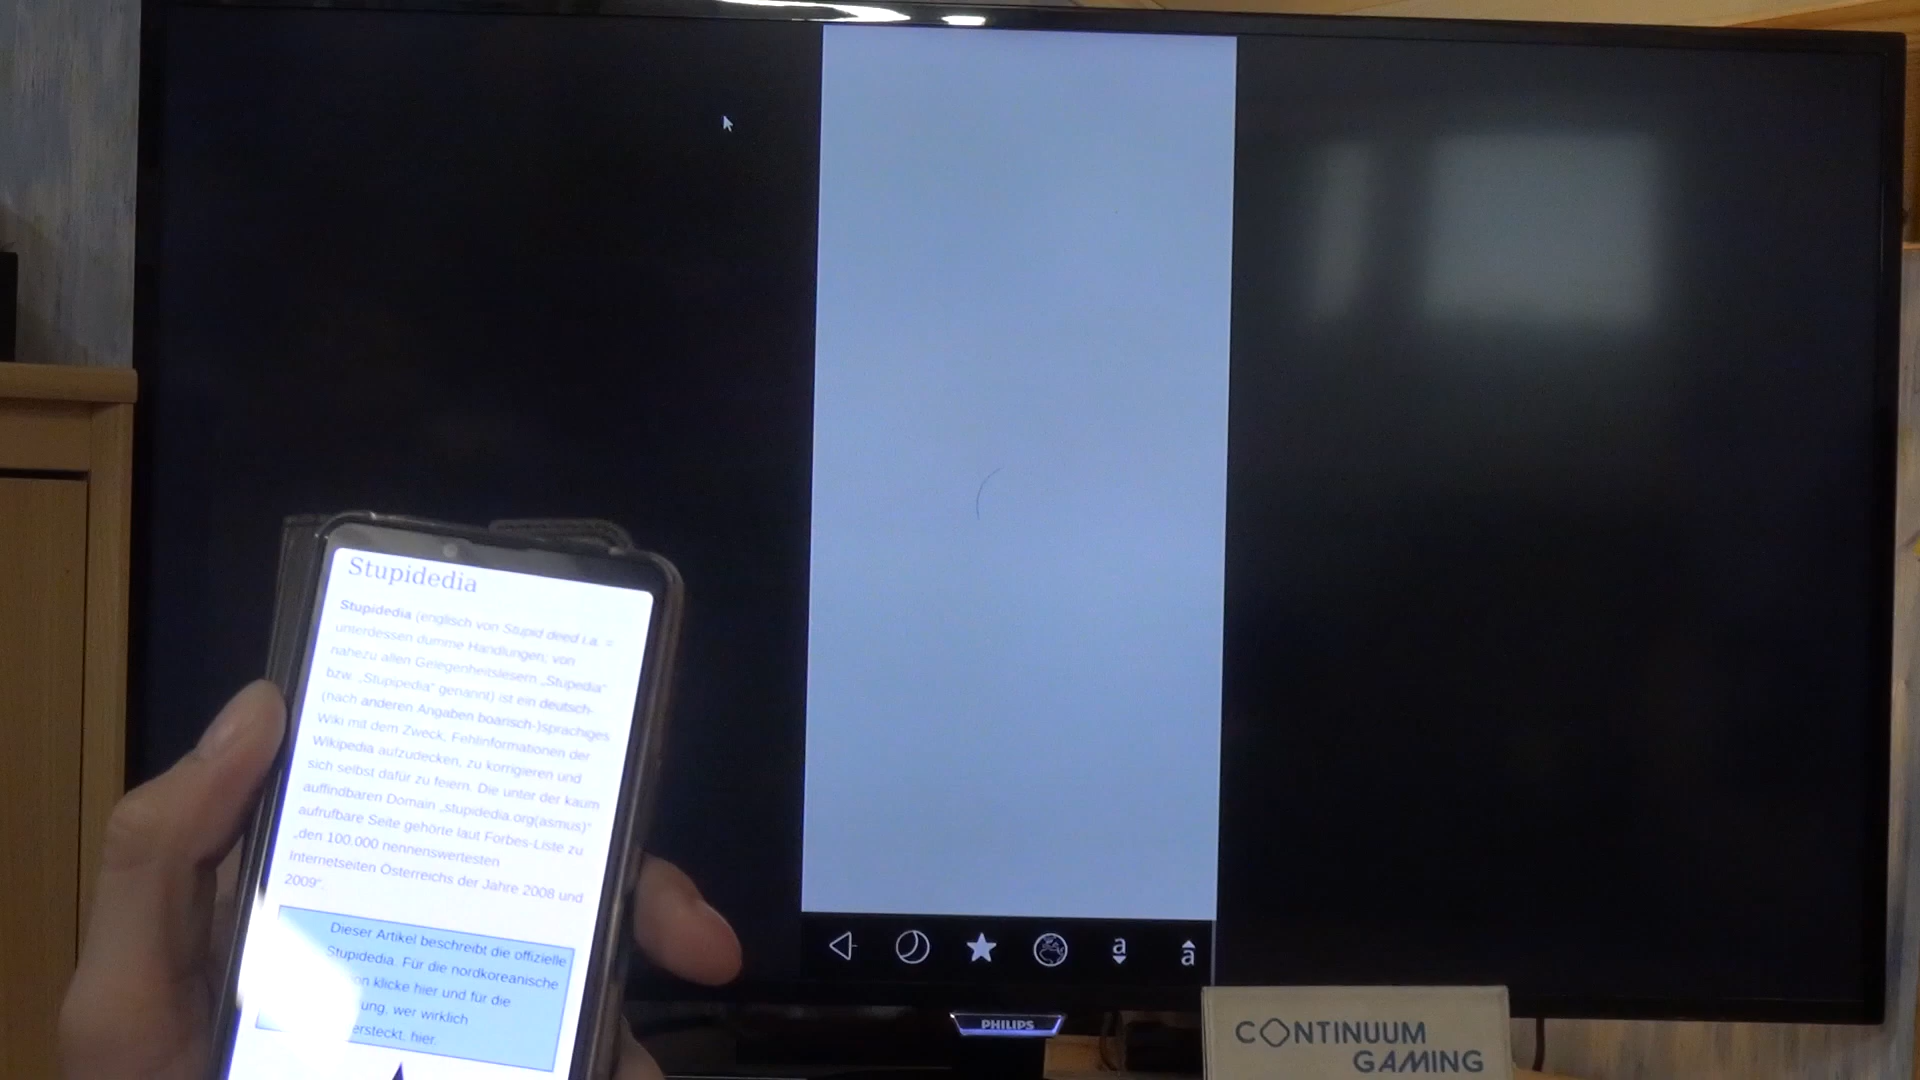 Stupidedia
Stupidedia (englisch von Stupid deed i.a. =
unterdessen dumme Handlungen; von
nahezu allen Gelegenheitslesern „Stupedia"
bzw. „Stupipedia" genannt) ist ein deutsch-
(nach anderen Angaben boarisch-)sprachiges
Wiki mit dem Zweck, Fehlinformationen der
Wikipedia aufzudecken, zu korrigieren und
sich selbst dafür zu feiern. Die unter der kaum
auffindbaren Domain „stupidedia.org(asmus)"
aufrufbare Seite gehörte laut Forbes-Liste zu
„den 100.000 nennenswertesten
Internetseiten Österreichs der Jahre 2008 und
2009".
Dieser Artikel beschreibt die offizielle
Stupidedia. Für die nordkoreanische
on klicke hier und für die
ung, wer wirklich
ersteckt, hier.
a
a
PHILIPS
CONTINUUM
GAMING